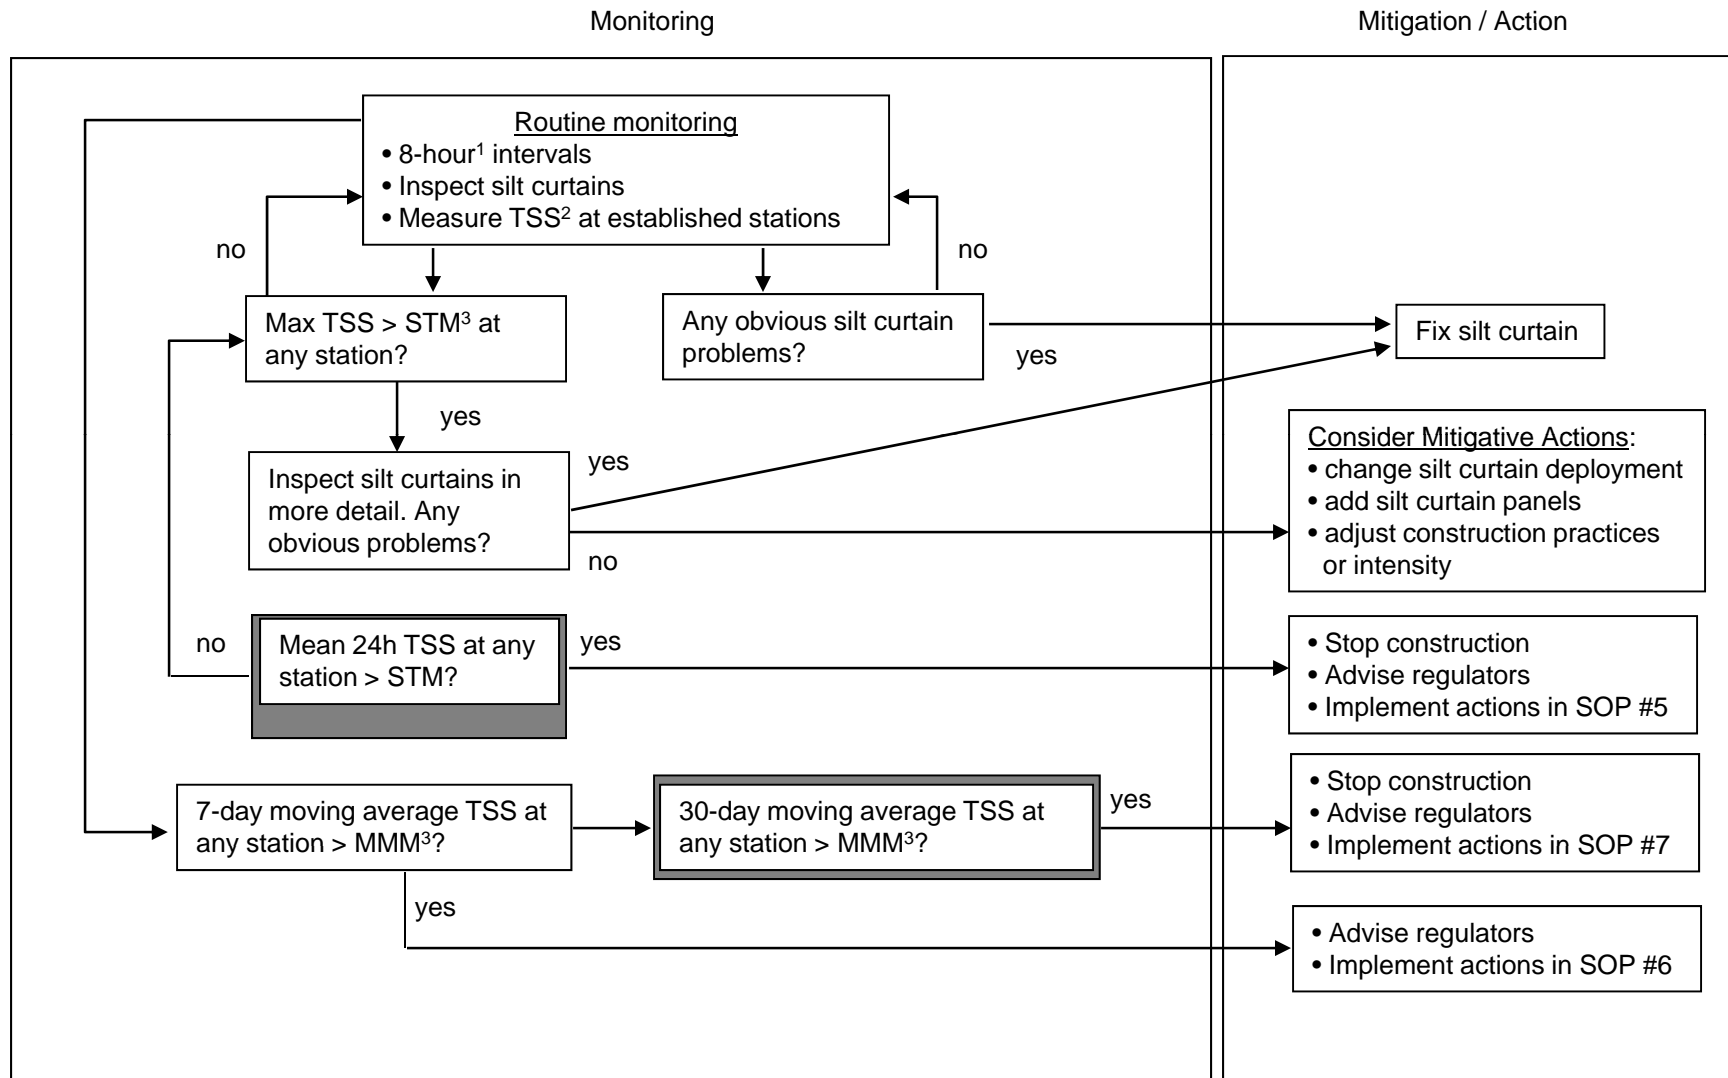 Monitoring
Mitigation / Action
Routine monitoring
• 8-hour¹ intervals
• Inspect silt curtains
• Measure TSS² at established stations
no
no
Max TSS > STM³ at
any station?
Any obvious silt curtain
problems?
yes
Fix silt curtain
yes
Inspect silt curtains in
more detail. Any
obvious problems?
yes
no
Consider Mitigative Actions:
• change silt curtain deployment
• add silt curtain panels
• adjust construction practices
or intensity
no
Mean 24h TSS at any
station > STM?
yes
• Stop construction
• Advise regulators
• Implement actions in SOP #5
7-day moving average TSS at
any station > MMM³?
30-day moving average TSS at
any station > MMM³?
yes
• Stop construction
• Advise regulators
• Implement actions in SOP #7
yes
• Advise regulators
• Implement actions in SOP #6